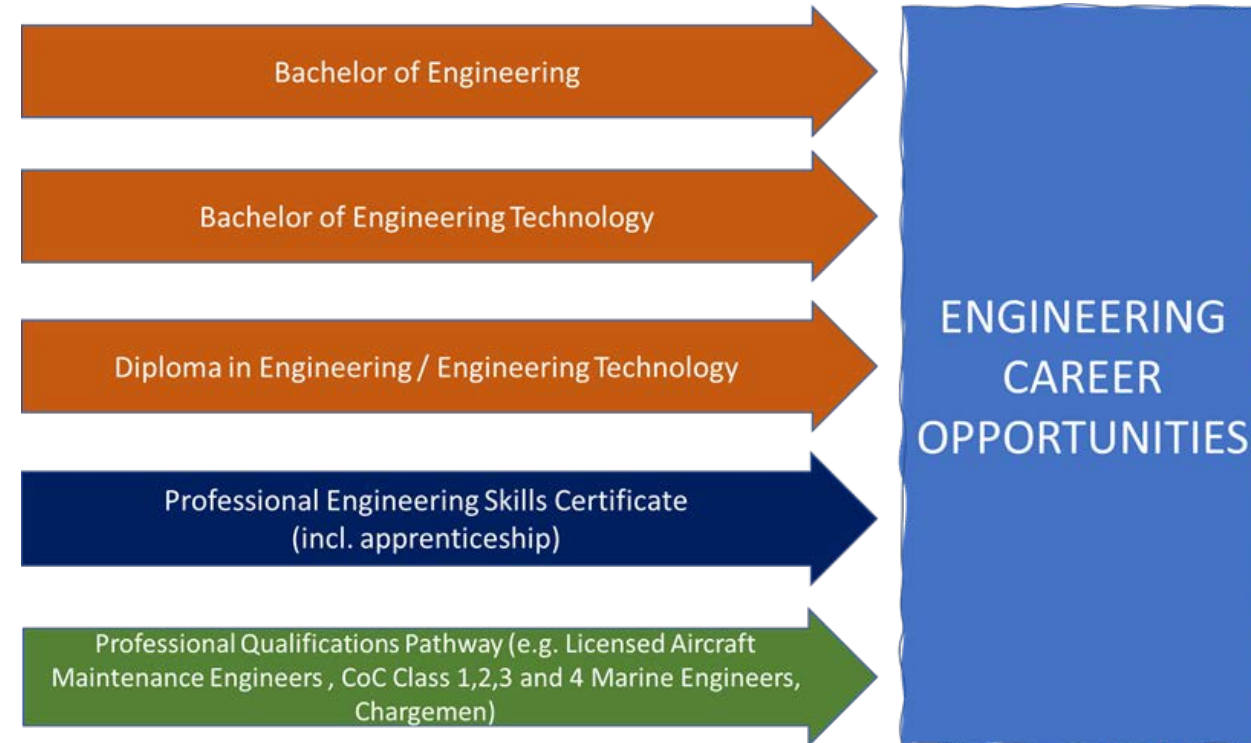 Bachelor of Engineering
Bachelor of Engineering Technology
Diploma in Engineering / Engineering Technology
Professional Engineering Skills Certificate
(incl. apprenticeship)
Professional Qualifications Pathway (e.g. Licensed Aircraft
Maintenance Engineers , CoC Class 1,2,3 and 4 Marine Engineers,
Chargemen)
ENGINEERING
CAREER
OPPORTUNITIES